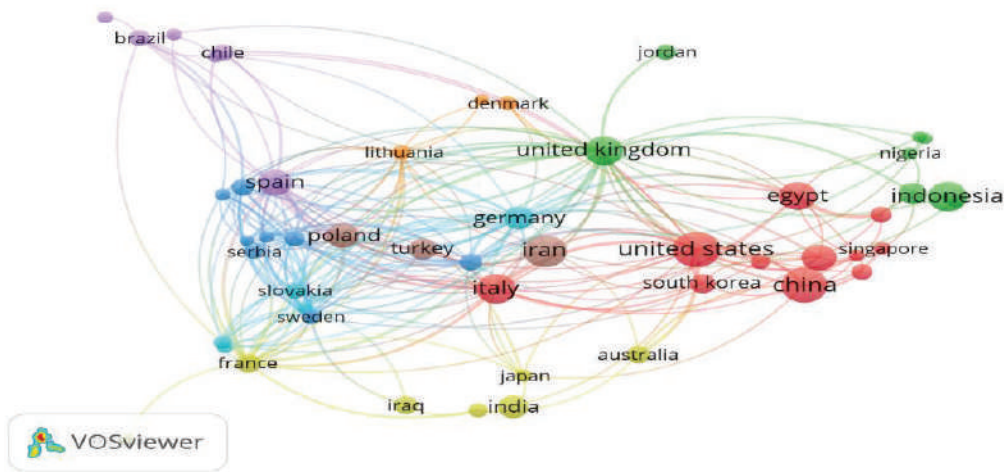 brazil
chile
jordan
denmark
lithuania
united kingdom
nigeria
spain
egypt
indonesia
germany
poland
turkey
iran
united states
singapore
serbia
slovakia
italy
south korea
china
sweden
france
australia
japan
iraq
india
VOSviewer